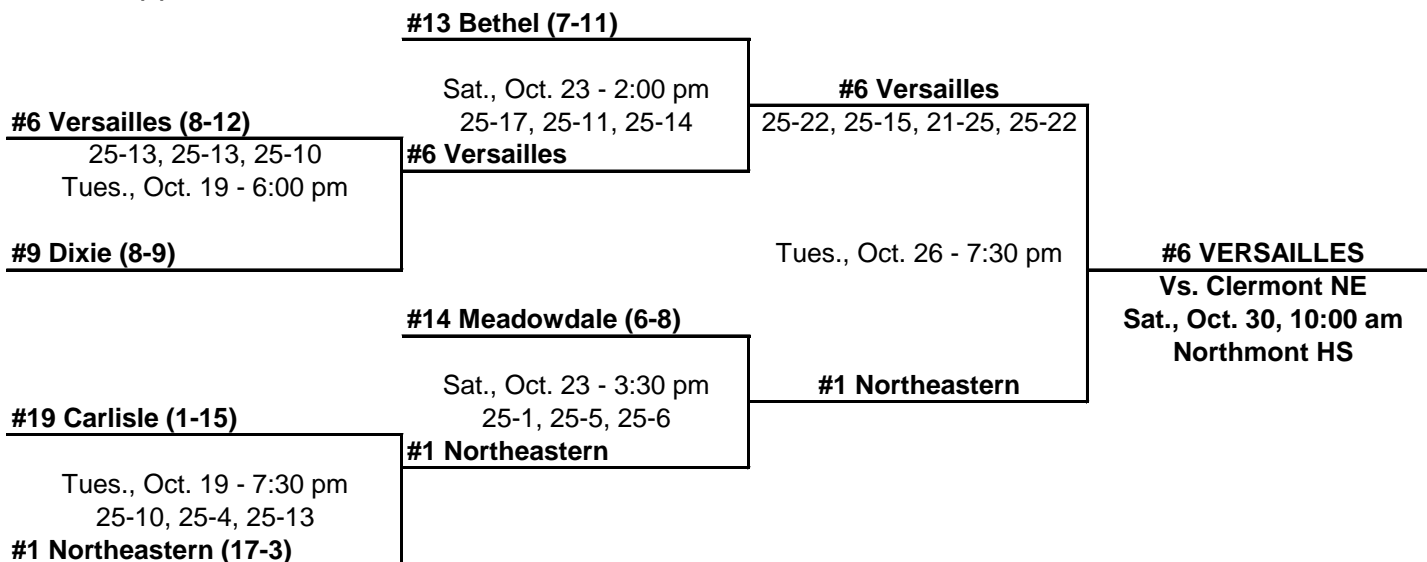 #13 Bethel (7-11)
Sat., Oct. 23 - 2:00 pm
#6 Versailles
#6 Versailles (8-12)
25-17, 25-11, 25-14
25-22, 25-15, 21-25, 25-22
25-13, 25-13, 25-10
#6 Versailles
Tues., Oct. 19 - 6:00 pm
#9 Dixie (8-9)
Tues., Oct. 26 - 7:30 pm
#6 VERSAILLES
Vs. Clermont NE
#14 Meadowdale (6-8)
Sat., Oct. 30, 10:00 am
Northmont HS
Sat., Oct. 23 - 3:30 pm
#1 Northeastern
#19 Carlisle (1-15)
25-1, 25-5, 25-6
#1 Northeastern
Tues., Oct. 19 - 7:30 pm
25-10, 25-4, 25-13
#1 Northeastern (17-3)